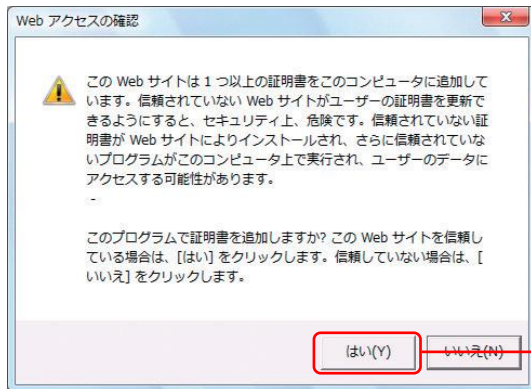 Web アクセスの確認
この Web サイトは 1 つ以上の証明書をこのコンピュータに追加して
います。信頼されていない Web サイトがユーザーの証明書を更新で
きるようにすると、セキュリティ上、危険です。信頼されていない証
明書が Web サイトによりインストールされ、さらに信頼されていな
いプログラムがこのコンピュータ上で実行され、ユーザーのデータに
アクセスする可能性があります。
-
このプログラムで証明書を追加しますか? この Web サイトを信頼し
ている場合は、[はい] をクリックします。信頼していない場合は、[
いいえ] をクリックします。
はい(Y) いいえ(N)